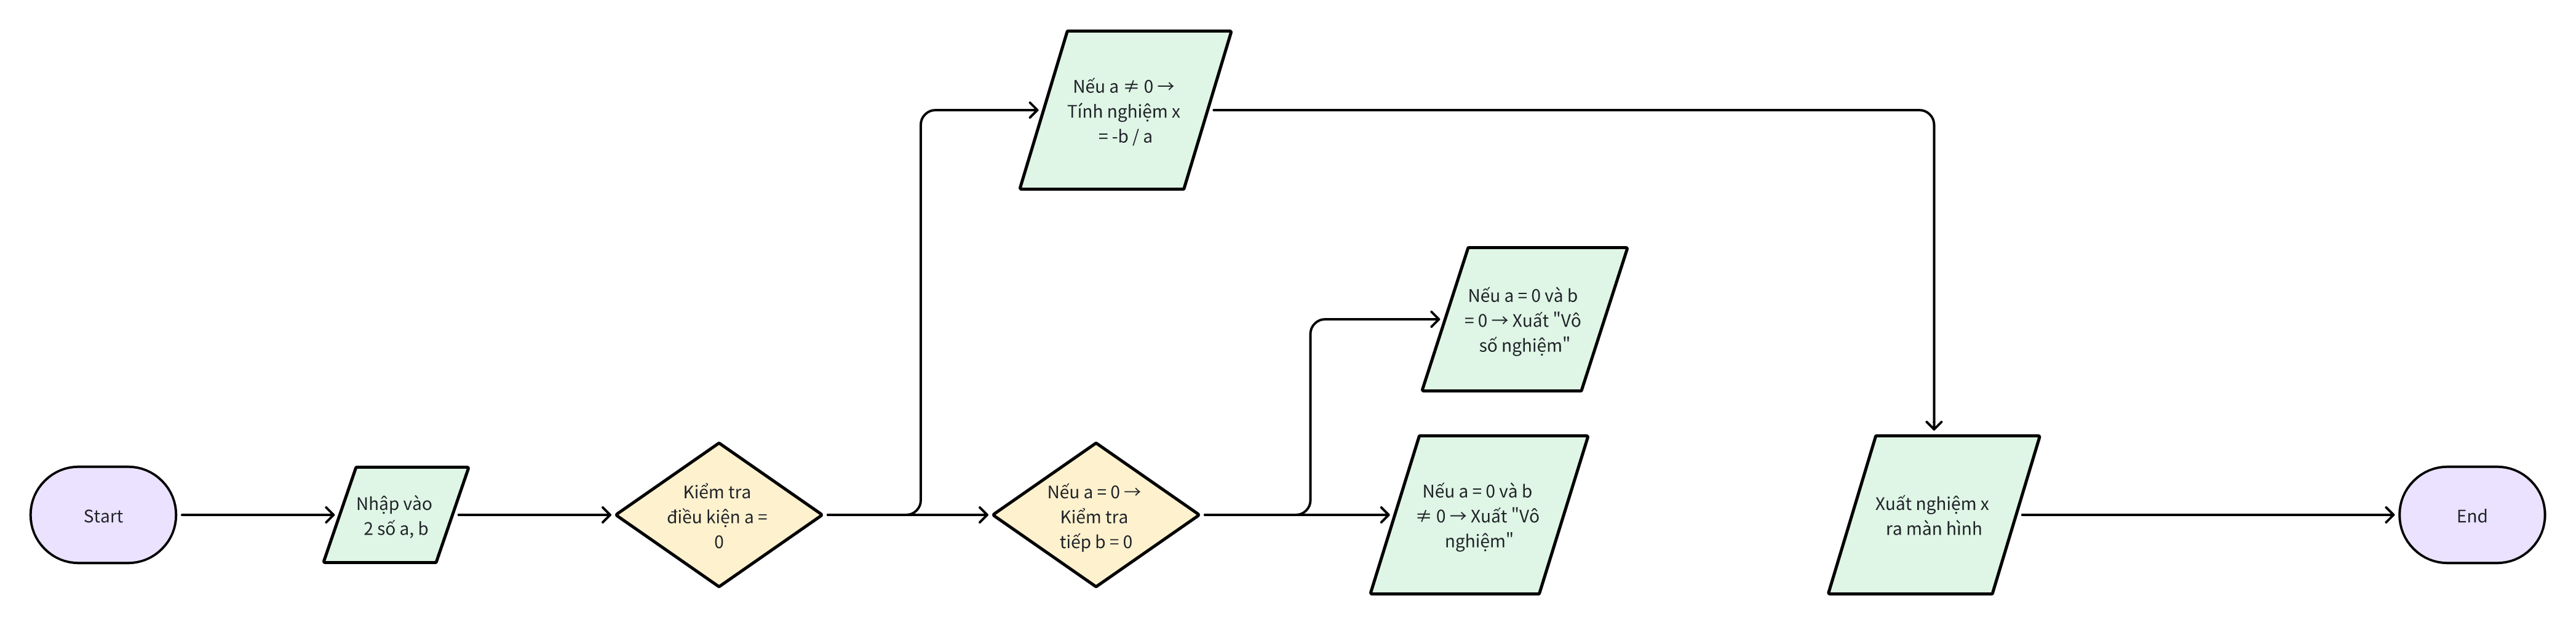 Nếu a ≠ 0 →
Tính nghiệm x
= -b / a
Nếu a = 0 và b
= 0 → Xuất "Vô
số nghiệm"
Start
Nhập vào
2 số a, b
Kiểm tra
điều kiện a =
0
Nếu a = 0 →
Kiểm tra
tiếp b = 0
Nếu a = 0 và b
≠ 0 → Xuất "Vô
nghiệm"
Xuất nghiệm x
ra màn hình
End